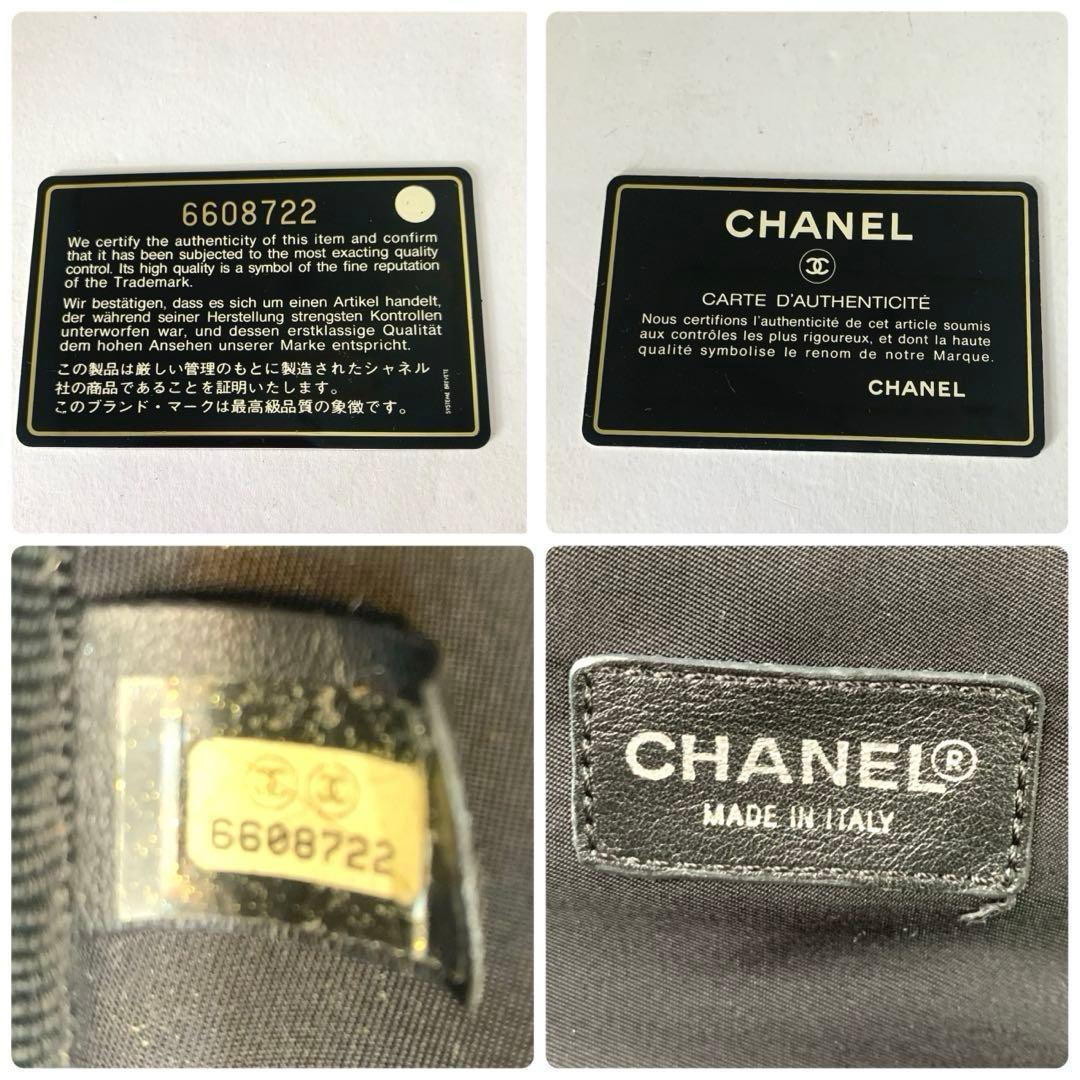 6608722
We certify the authenticity of this item and confirm
that it has been subjected to the most exacting quality
control. Its high quality is a symbol of the fine reputation
of the Trademark.
Wir bestätigen, dass es sich um einen Artikel handelt,
der während seiner Herstellung strengsten Kontrollen
unterworfen war, und dessen erstklassige Qualität
dem hohen Ansehen unserer Marke entspricht.
この製品は厳しい管理のもとに製造されたシャネル
社の商品であることを証明いたします。
このブランド・マークは最高級品質の象徴です。
SYSTEME BREVETE
CHANEL
CARTE D'AUTHENTICITÉ
Nous certifions l'authenticité de cet article soumis
aux contrôles les plus rigoureux, et dont la haute
qualité symbolise le renom de notre Marque.
CHANEL
6608722
CHANEL®
MADE IN ITALY